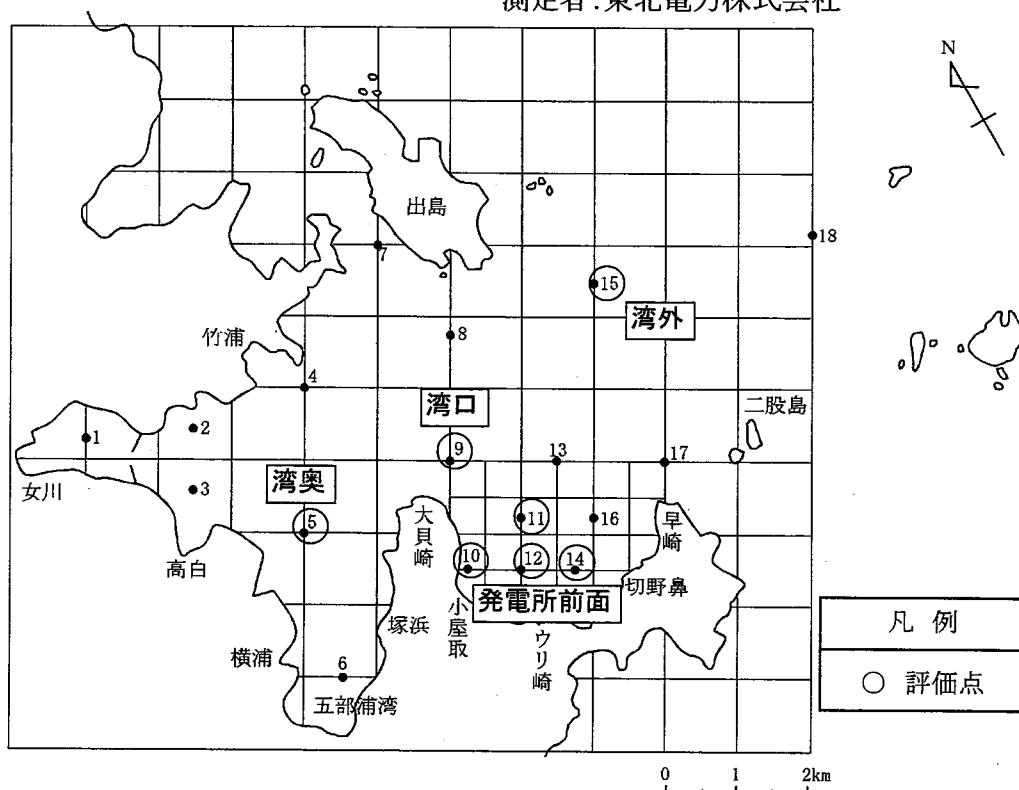 測定者:東北電力株式会社
N
出島
18
7
15
湾外
竹浦
8
4
湾口
二股島
1
2
9
13
17
女川
3
湾奥
5
大貝崎
11
16
早崎
高白
10
12
14
切野鼻
発電所前面
塚浜
小屋取
ウリ崎
横浦
6
五部浦湾
凡 例
○ 評価点
0 1 2km